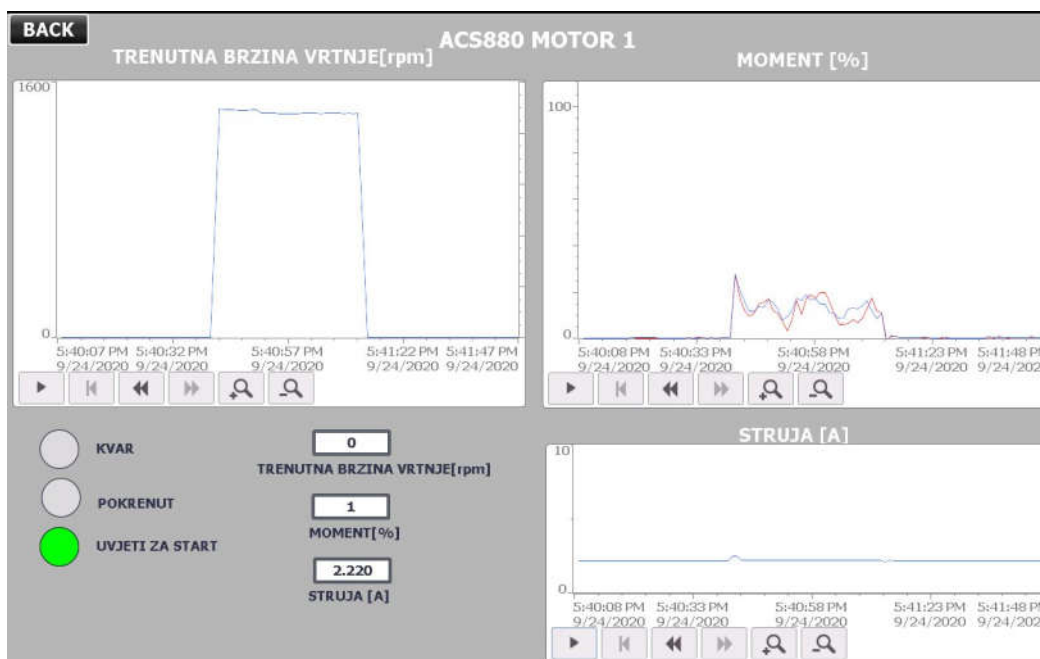 BACK
ACS880 MOTOR 1
TRENUTNA BRZINA VRTNJE[rpm]
1600
0
5:40:07 PM 5:40:32 PM 5:40:57 PM 5:41:22 PM 5:41:47 PM
9/24/2020 9/24/2020 9/24/2020 9/24/2020 9/24/2020
MOMENT [%]
100
0
5:40:08 PM 5:40:33 PM 5:40:58 PM 5:41:23 PM 5:41:48 PM
9/24/2020 9/24/2020 9/24/2020 9/24/2020 9/24/202
KVAR
POKRENUT
UVJETI ZA START
0
TRENUTNA BRZINA VRTNJE[rpm]
1
MOMENT[%]
2.220
STRUJA [A]
STRUJA [A]
10
0
5:40:08 PM 5:40:33 PM 5:40:58 PM 5:41:23 PM 5:41:48 PM
9/24/2020 9/24/2020 9/24/2020 9/24/2020 9/24/202